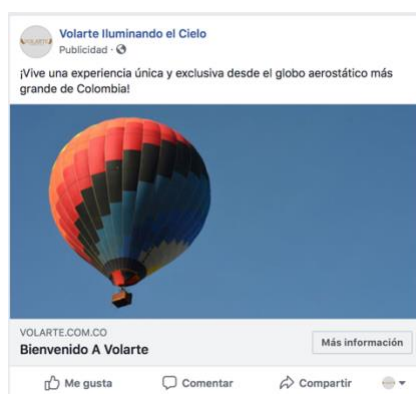 Volarte Iluminando el Cielo
Publicidad ·
¡Vive una experiencia única y exclusiva desde el globo aerostático más
grande de Colombia!
VOLARTE.COM.CO
Bienvenido A Volarte
Más información
Me gusta
Comentar
Compartir